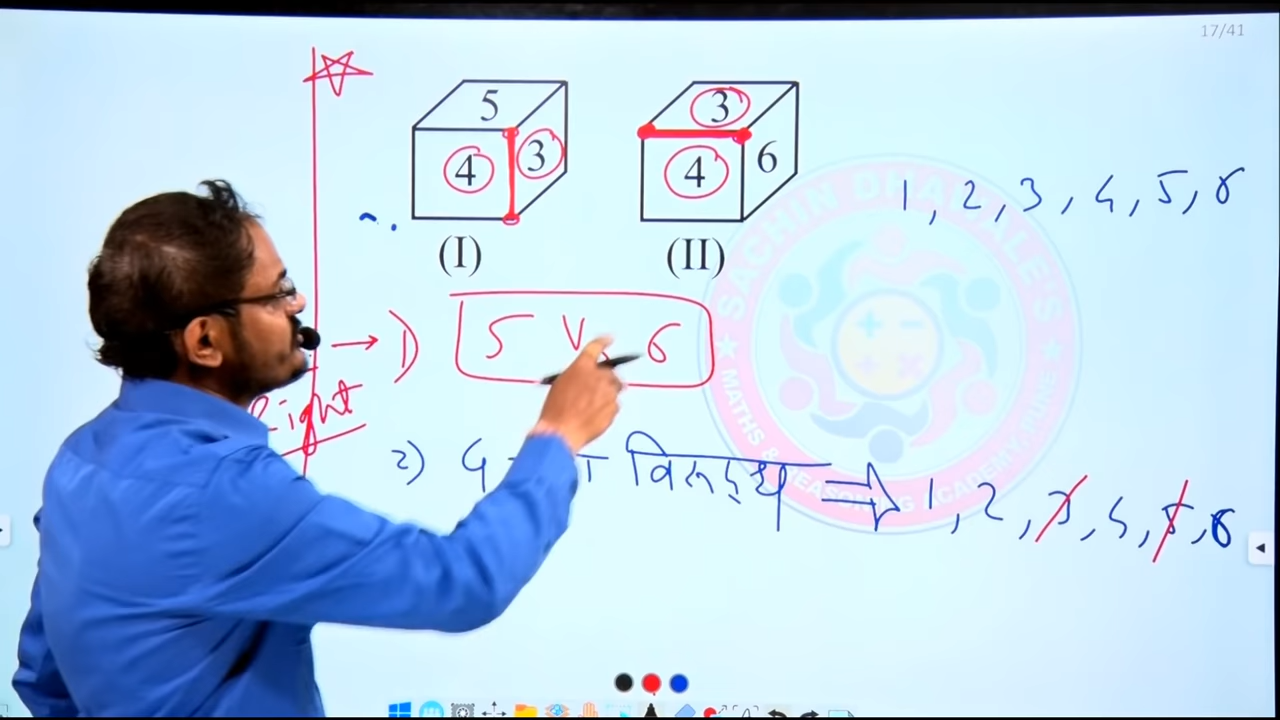 17/41
5
4 3
3
4 6
(I)
(II)
1, 2, 3, 4, 5, 6
→ 1) 5 V 6
Right
2) विरुद्ध ⇒ 1, 2, 3, 4, 5, 6
SACHIN DHAVALE'S
★ MATHS & REASONING ACADEMY, PUNE ★